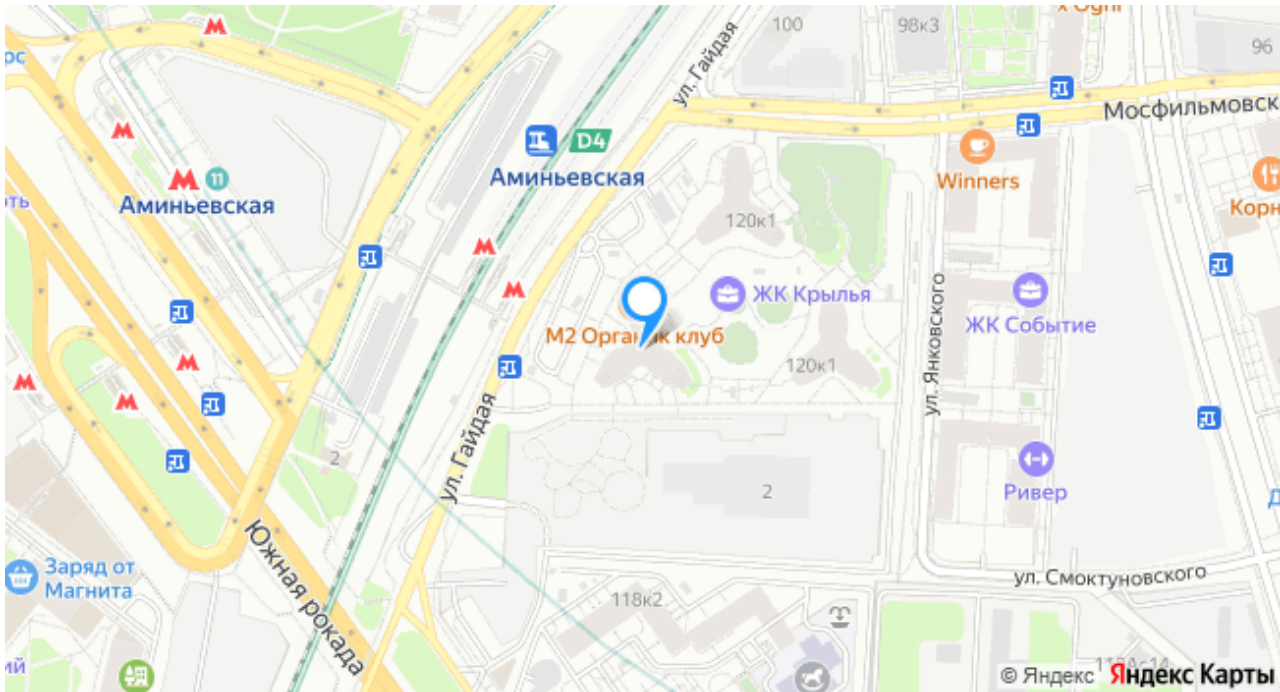 100
98к3
96
ул. Гайдая
Мосфильмовск
D4
Аминьевская
Winners
11
Аминьевская
Корн
120к1
ул. Янковского
ЖК Крылья
ЖК Событие
М2 Органик клуб
120к1
ул. Гайдая
2
2
Ривер
Южная рокада
Заряд от
Магнита
ул. Смоктуновского
118к2
ий
© Яндекс Яндекс Карты